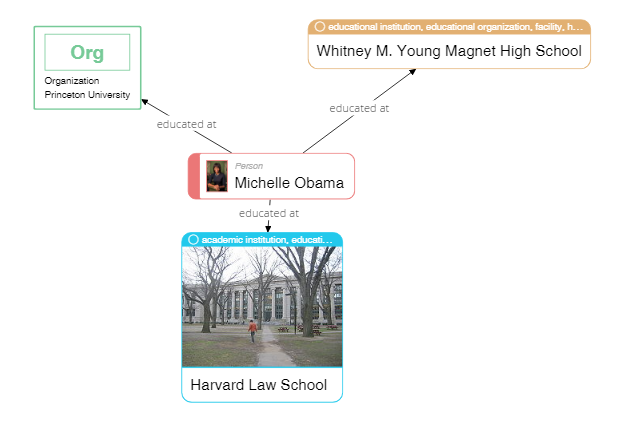 educational institution, educational organization, facility, h...
Whitney M. Young Magnet High School
Org
Organization
Princeton University
educated at
educated at
Person
Michelle Obama
educated at
academic institution, educati...
Harvard Law School